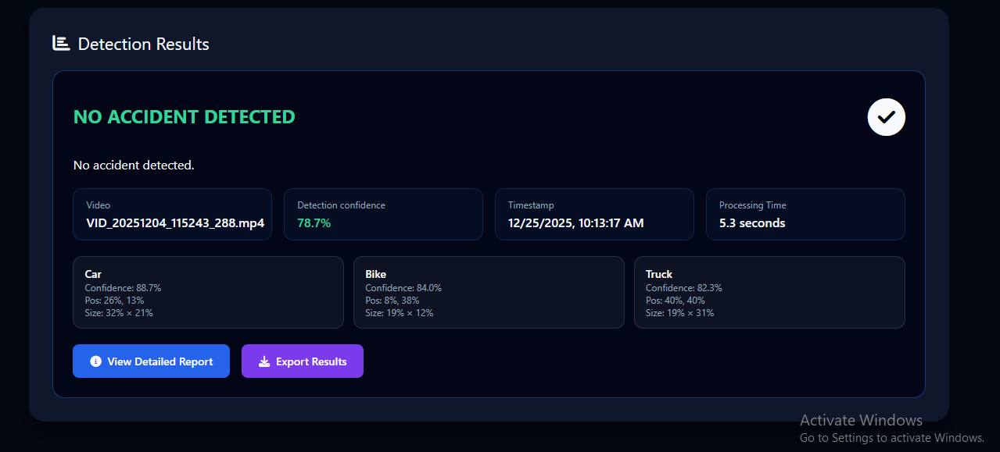 Detection Results
NO ACCIDENT DETECTED
No accident detected.
Video
VID_20251204_115243_288.mp4
Detection confidence
78.7%
Timestamp
12/25/2025, 10:13:17 AM
Processing Time
5.3 seconds
Car
Confidence: 88.7%
Pos: 26%, 13%
Size: 32% × 21%
Bike
Confidence: 84.0%
Pos: 8%, 38%
Size: 19% × 12%
Truck
Confidence: 82.3%
Pos: 40%, 40%
Size: 19% × 31%
View Detailed Report
Export Results
Activate Windows
Go to Settings to activate Windows.